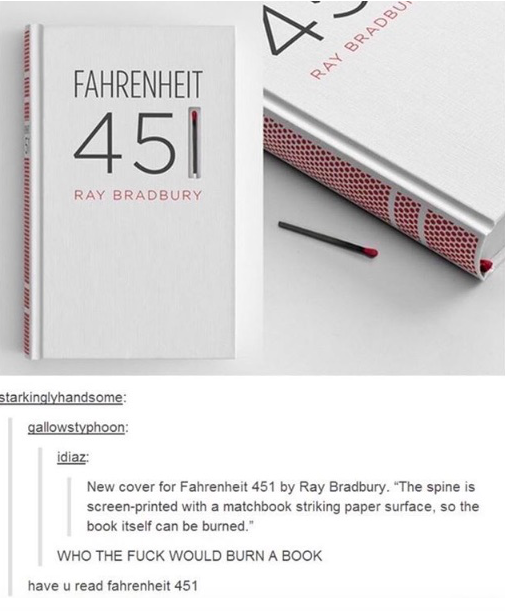 FAHRENHEIT
451
RAY BRADBURY
45
RAY BRADBU
starkinglyhandsome:
gallowstyphoon:
idiaz:
New cover for Fahrenheit 451 by Ray Bradbury. “The spine is
screen-printed with a matchbook striking paper surface, so the
book itself can be burned.”
WHO THE FUCK WOULD BURN A BOOK
have u read fahrenheit 451